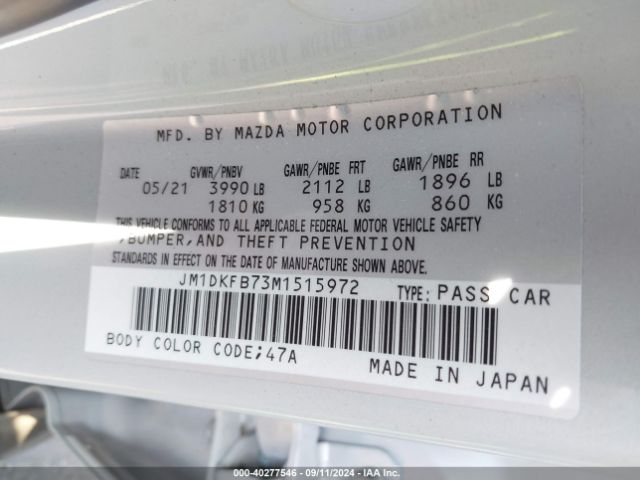 MFD. BY MAZDA MOTOR CORPORATION
DATE GVWR/PNBV GAWR/PNBE FRT GAWR/PNBE RR
05/21 3990 LB 2112 LB 1896 LB
1810 KG 958 KG 860 KG
THIS VEHICLE CONFORMS TO ALL APPLICABLE FEDERAL MOTOR VEHICLE SAFETY
,BUMPER,AND THEFT PREVENTION
STANDARDS IN EFFECT ON THE DATE OF MANUFACTURE SHOWN ABOVE.
JM1DKFB73M1515972 TYPE: PASS CAR
BODY COLOR CODE;47A
MADE IN JAPAN
000-40277546 - 09/11/2024 - IAA Inc.